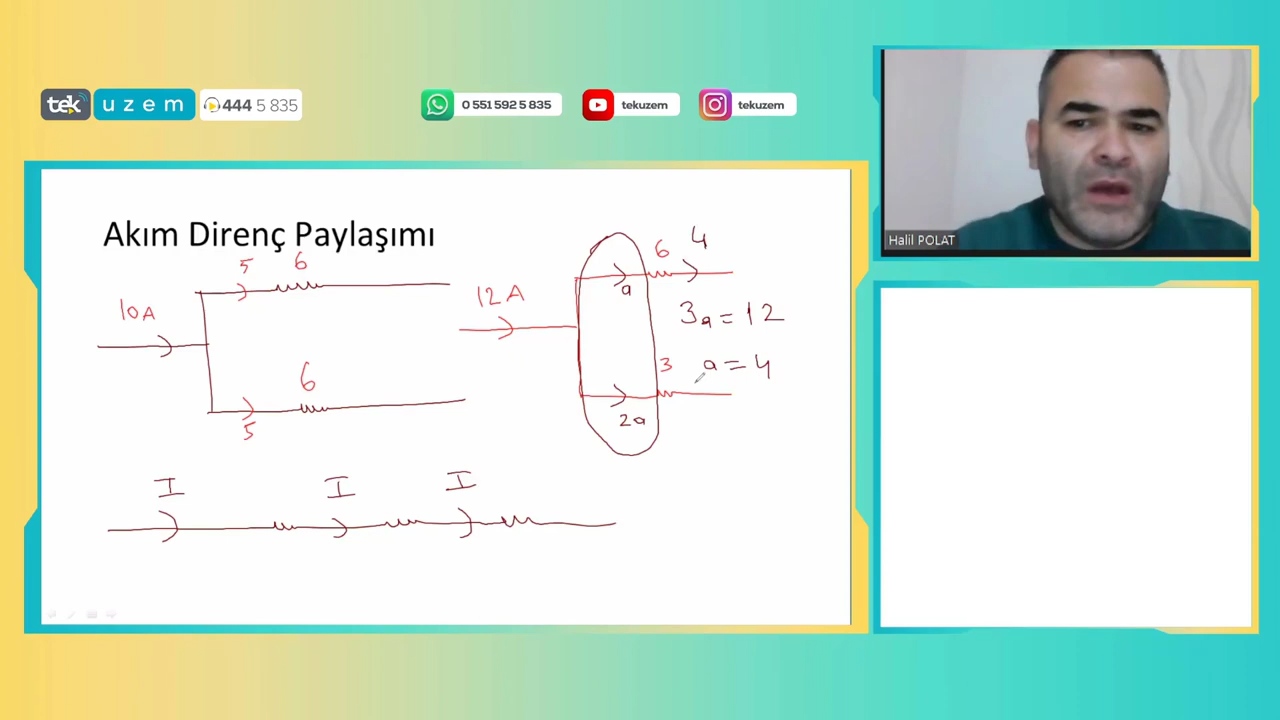 tek uzem 444 5 835
0 551 592 5 835
tekuzem
tekuzem
Halil POLAT
Akım Direnç Paylaşımı
10A
5
6
5
6
12 A
a
6
4
2a
3
3a = 12
a = 4
I
I
I